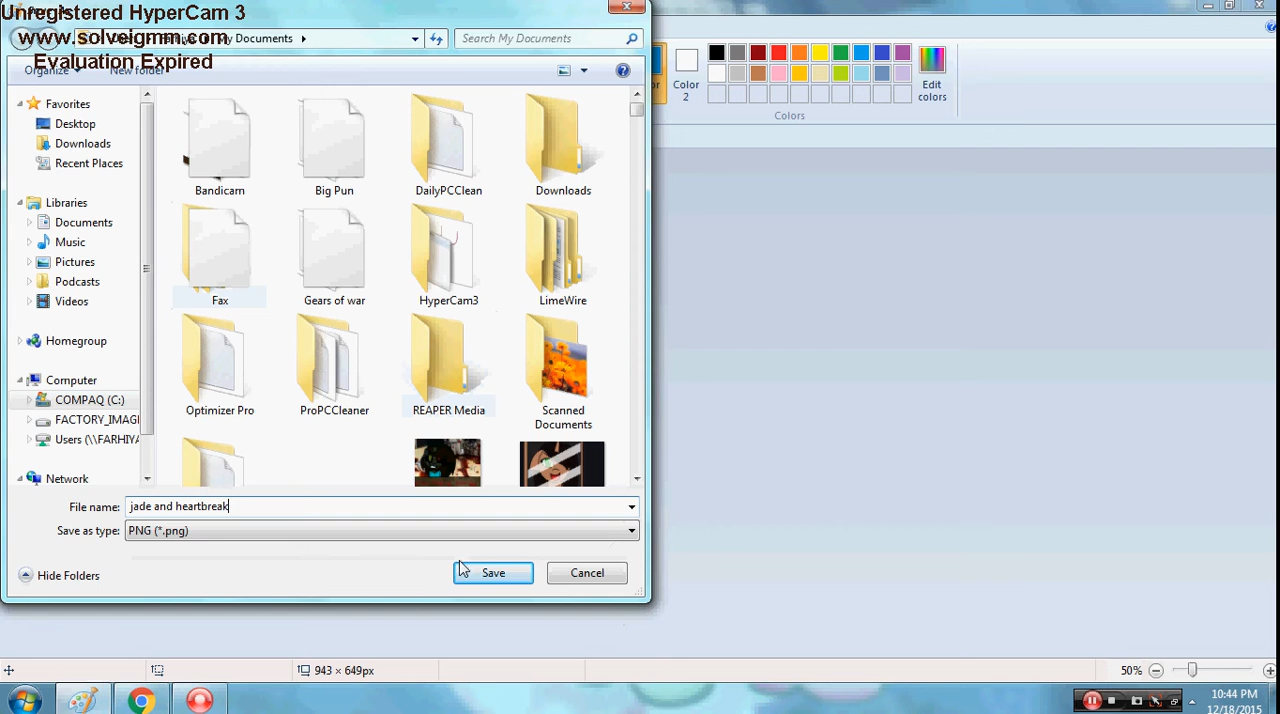 Unregistered HyperCam 3
www.solveigmm.com
My Documents
Search My Documents
Evaluation Expired
Organize
New folder
Color 2
Edit colors
Colors
Favorites
Desktop
Downloads
Recent Places
Libraries
Documents
Music
Pictures
Podcasts
Videos
Homegroup
Computer
COMPAQ (C:)
FACTORY_IMAG
Users (\\FARHIYA
Network
Bandicam
Big Pun
DailyPCClean
Downloads
Fax
Gears of war
HyperCam3
LimeWire
Optimizer Pro
ProPCCleaner
REAPER Media
Scanned Documents
File name: jade and heartbreak
Save as type: PNG (*.png)
Hide Folders
Save
Cancel
943 × 649px
50%
10:44 PM
12/18/2015